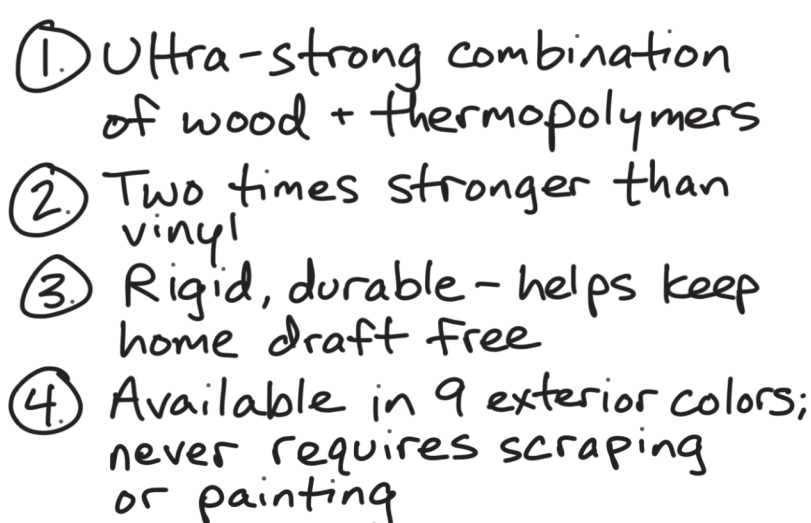 1. Ultra-strong combination
of wood + thermopolymers
2. Two times stronger than
vinyl
3. Rigid, durable - helps keep
home draft free
4. Available in 9 exterior colors;
never requires scraping
or painting